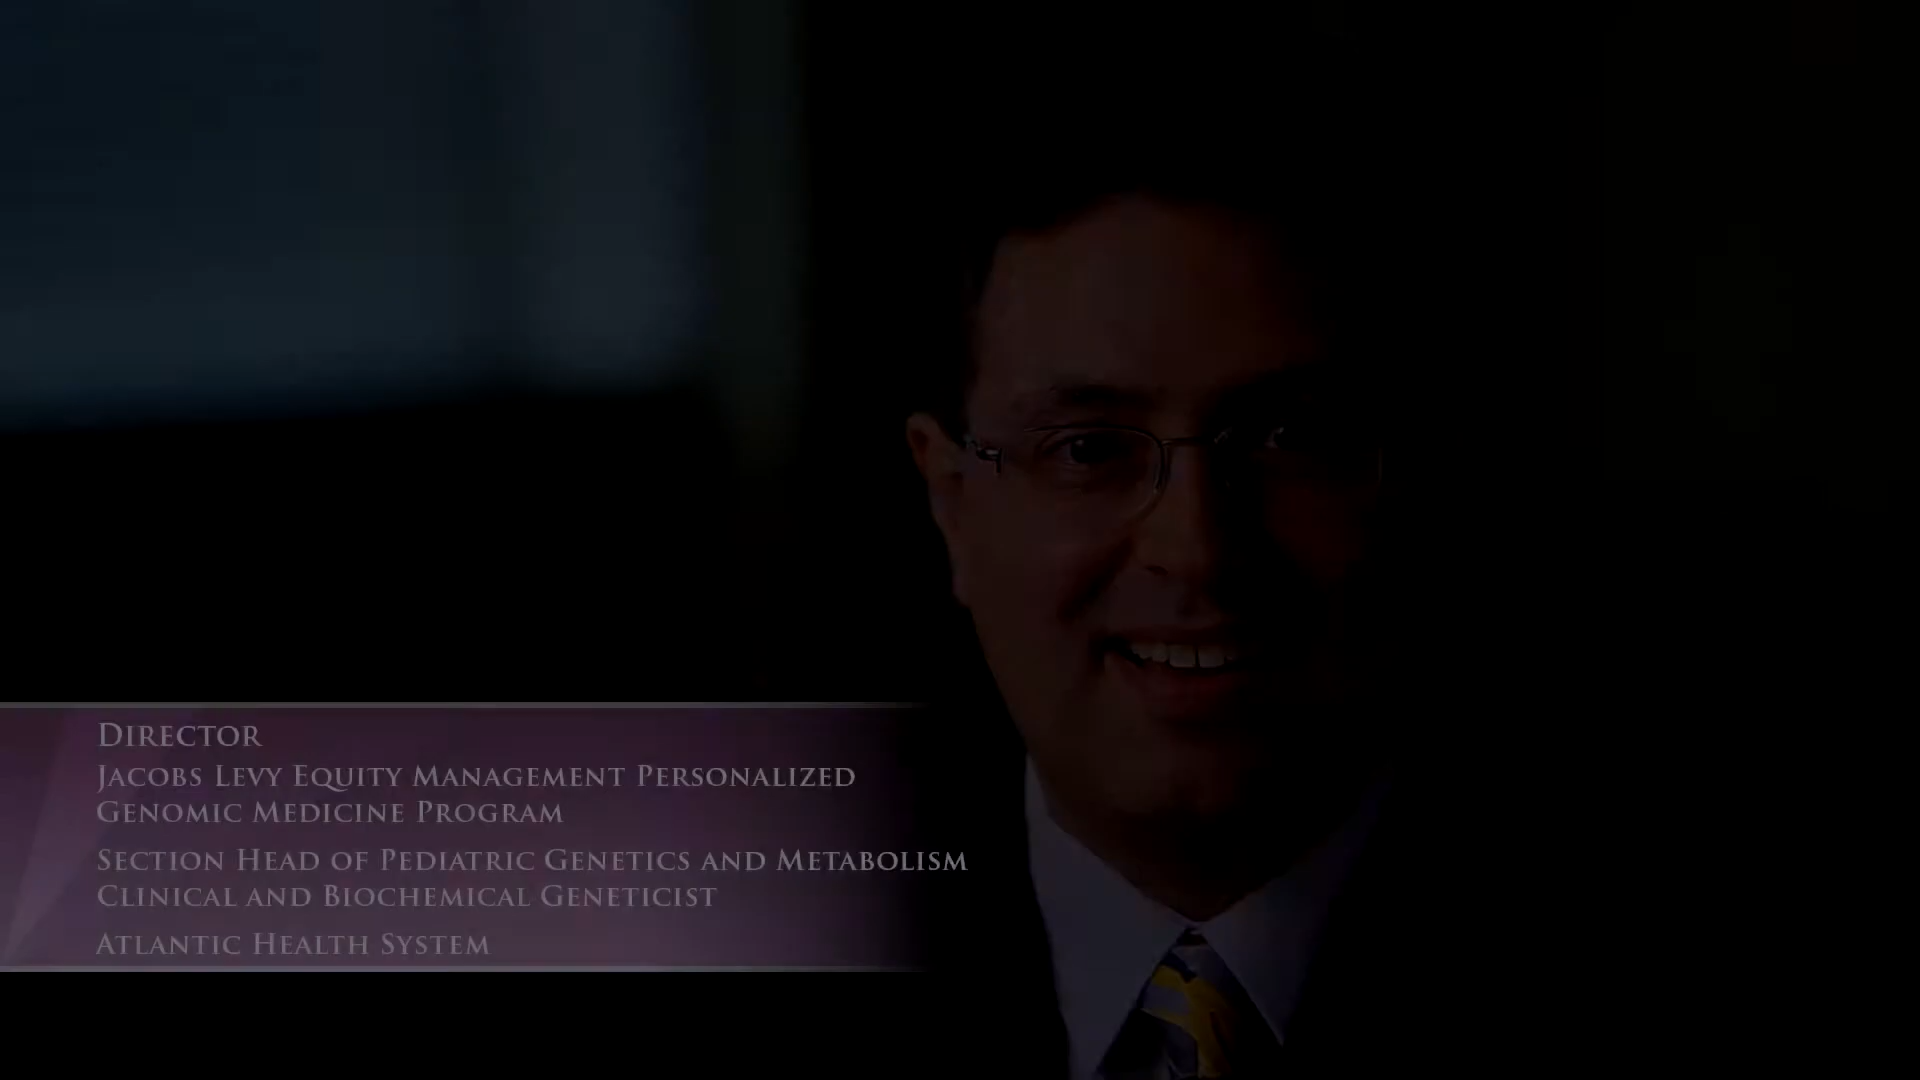 Director
Jacobs Levy Equity Management Personalized
Genomic Medicine Program
Section Head of Pediatric Genetics and Metabolism
Clinical and Biochemical Geneticist
Atlantic Health System